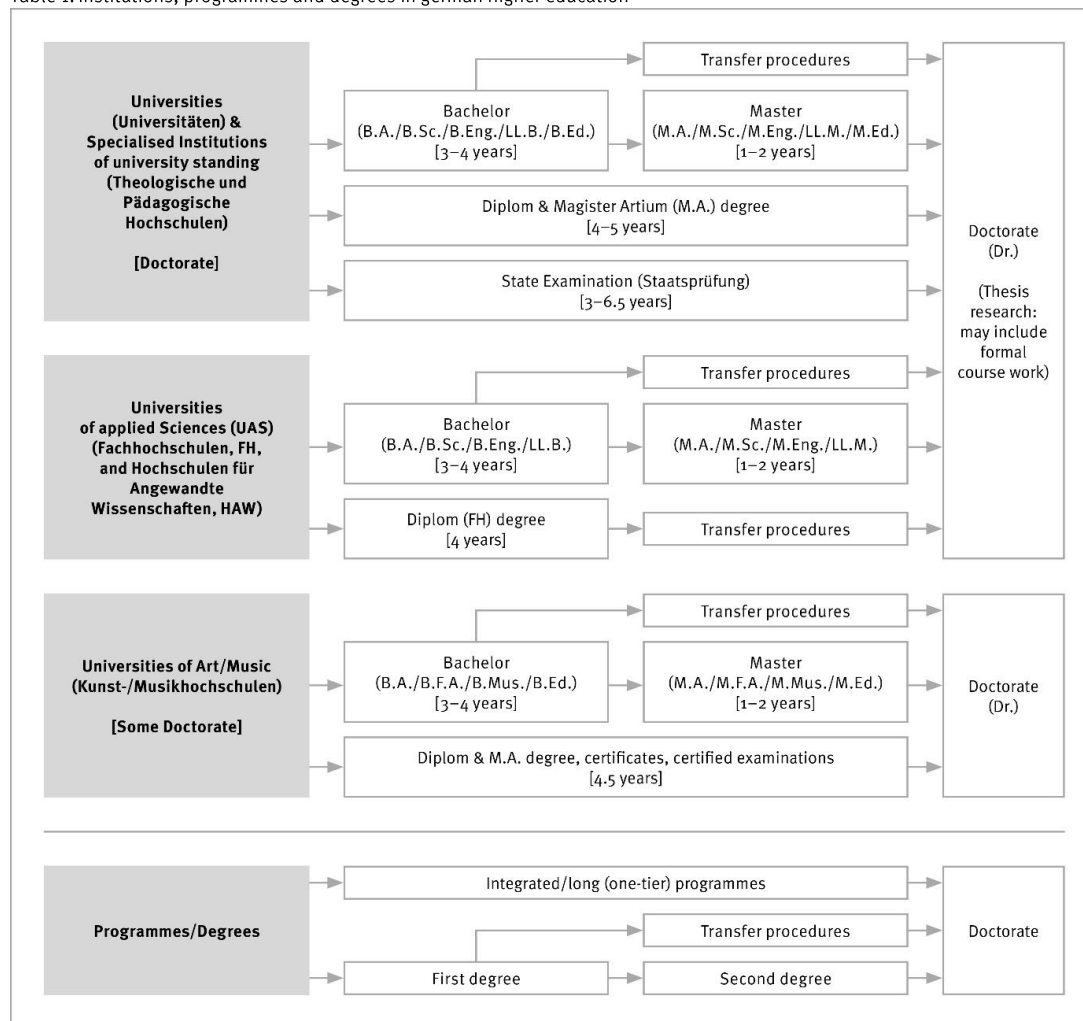 Table 1: Institutions, programmes and degrees in german higher education
Universities
(Universitäten) &
Specialised Institutions
of university standing
(Theologische und
Pädagogische
Hochschulen)
[Doctorate]
Transfer procedures
Bachelor
(B.A./B.Sc./B.Eng./LL.B./B.Ed.)
[3–4 years]
Master
(M.A./M.Sc./M.Eng./LL.M./M.Ed.)
[1–2 years]
Diplom & Magister Artium (M.A.) degree
[4–5 years]
State Examination (Staatsprüfung)
[3–6.5 years]
Doctorate
(Dr.)
(Thesis
research:
may include
formal
course work)
Universities
of applied Sciences (UAS)
(Fachhochschulen, FH,
and Hochschulen für
Angewandte
Wissenschaften, HAW)
Transfer procedures
Bachelor
(B.A./B.Sc./B.Eng./LL.B.)
[3–4 years]
Master
(M.A./M.Sc./M.Eng./LL.M.)
[1–2 years]
Diplom (FH) degree
[4 years]
Transfer procedures
Universities of Art/Music
(Kunst-/Musikhochschulen)
[Some Doctorate]
Transfer procedures
Bachelor
(B.A./B.F.A./B.Mus./B.Ed.)
[3–4 years]
Master
(M.A./M.F.A./M.Mus./M.Ed.)
[1–2 years]
Diplom & M.A. degree, certificates, certified examinations
[4.5 years]
Doctorate
(Dr.)
Programmes/Degrees
Integrated/long (one-tier) programmes
Transfer procedures
First degree
Second degree
Doctorate